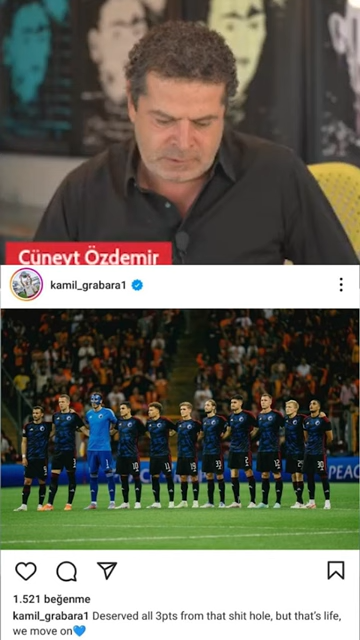 Cüneyt Özdemir
kamil_grabara1
PEACE
1.521 beğenme
kamil_grabara1 Deserved all 3pts from that shit hole, but that's life,
we move on💙